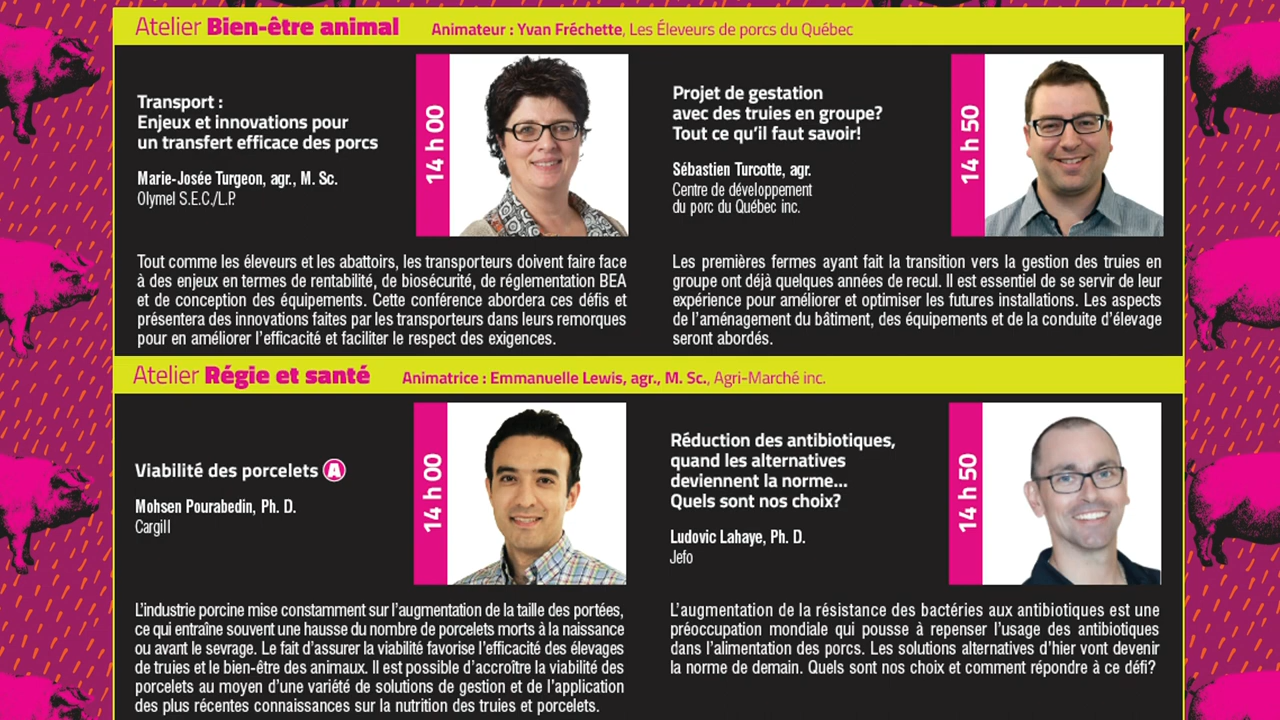 Atelier Bien-être animal Animateur : Yvan Fréchette, Les Éleveurs de porcs du Québec
Transport :
Enjeux et innovations pour
un transfert efficace des porcs
Marie-Josée Turgeon, agr., M. Sc.
Olymel S.E.C./L.P.
14 h 00
Tout comme les éleveurs et les abattoirs, les transporteurs doivent faire face
à des enjeux en termes de rentabilité, de biosécurité, de réglementation BEA
et de conception des équipements. Cette conférence abordera ces défis et
présentera des innovations faites par les transporteurs dans leurs remorques
pour en améliorer l'efficacité et faciliter le respect des exigences.
Projet de gestation
avec des truies en groupe?
Tout ce qu'il faut savoir!
Sébastien Turcotte, agr.
Centre de développement
du porc du Québec inc.
14 h 50
Les premières fermes ayant fait la transition vers la gestion des truies en
groupe ont déjà quelques années de recul. Il est essentiel de se servir de leur
expérience pour améliorer et optimiser les futures installations. Les aspects
de l'aménagement du bâtiment, des équipements et de la conduite d'élevage
seront abordés.
Atelier Régie et santé Animatrice : Emmanuelle Lewis, agr., M. Sc., Agri-Marché inc.
Viabilité des porcelets A
Mohsen Pourabedin, Ph. D.
Cargill
14 h 00
L'industrie porcine mise constamment sur l'augmentation de la taille des portées,
ce qui entraîne souvent une hausse du nombre de porcelets morts à la naissance
ou avant le sevrage. Le fait d'assurer la viabilité favorise l'efficacité des élevages
de truies et le bien-être des animaux. Il est possible d'accroître la viabilité des
porcelets au moyen d'une variété de solutions de gestion et de l'application
des plus récentes connaissances sur la nutrition des truies et porcelets.
Réduction des antibiotiques,
quand les alternatives
deviennent la norme...
Quels sont nos choix?
Ludovic Lahaye, Ph. D.
Jefo
14 h 50
L'augmentation de la résistance des bactéries aux antibiotiques est une
préoccupation mondiale qui pousse à repenser l'usage des antibiotiques
dans l'alimentation des porcs. Les solutions alternatives d'hier vont devenir
la norme de demain. Quels sont nos choix et comment répondre à ce défi?